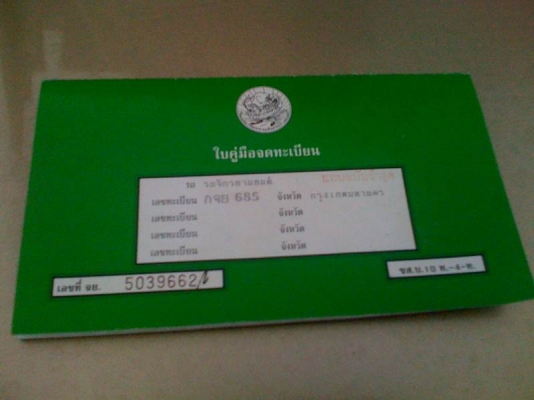 ใบคู่มือจดทะเบียน
รถ รถจักรยานยนต์
เลขทะเบียน กจย 685 จังหวัด กรุงเทพมหานคร
เลขทะเบียน จังหวัด
เลขทะเบียน จังหวัด
เลขทะเบียน จังหวัด
เลขที่ จย. 5039662